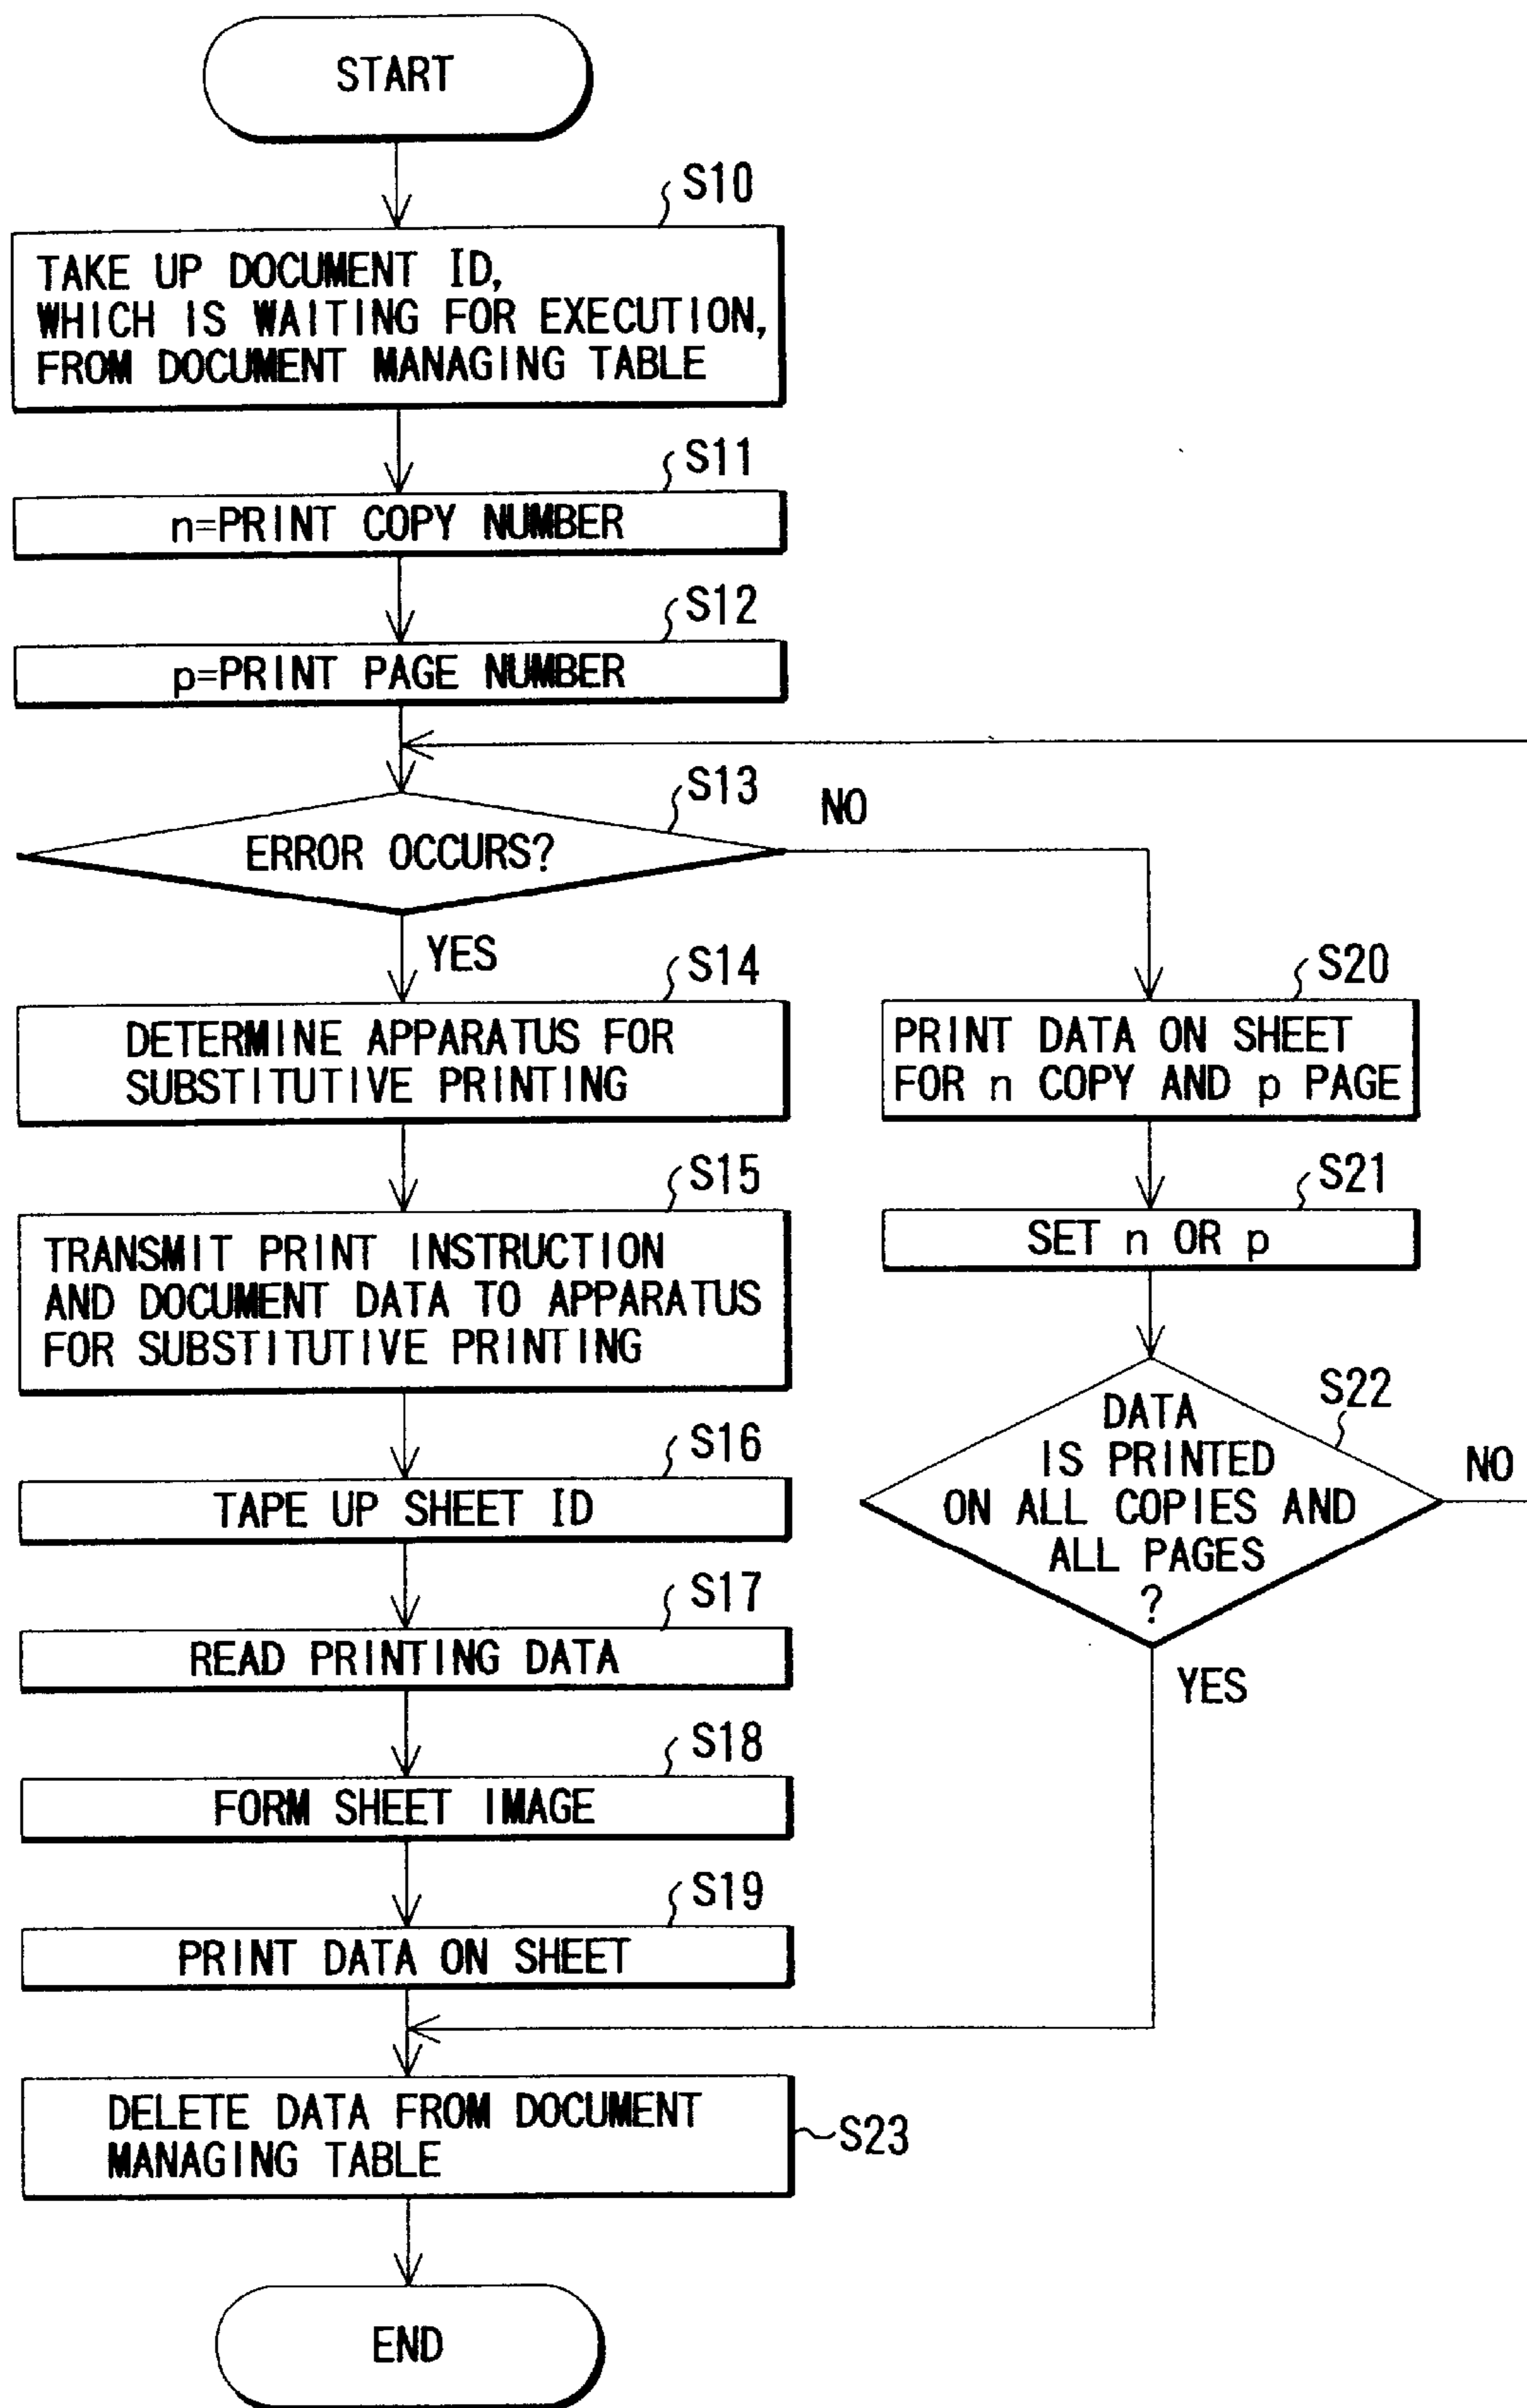 START
S10
TAKE UP DOCUMENT ID,
WHICH IS WAITING FOR EXECUTION,
FROM DOCUMENT MANAGING TABLE
S11
n=PRINT COPY NUMBER
S12
p=PRINT PAGE NUMBER
S13
NO
ERROR OCCURS?
YES
S14
DETERMINE APPARATUS FOR
SUBSTITUTIVE PRINTING
S15
TRANSMIT PRINT INSTRUCTION
AND DOCUMENT DATA TO APPARATUS
FOR SUBSTITUTIVE PRINTING
S16
TAPE UP SHEET ID
S17
READ PRINTING DATA
S18
FORM SHEET IMAGE
S19
PRINT DATA ON SHEET
S20
PRINT DATA ON SHEET
FOR n COPY AND p PAGE
S21
SET n OR p
S22
DATA
IS PRINTED
ON ALL COPIES AND
ALL PAGES
?
NO
YES
DELETE DATA FROM DOCUMENT
MANAGING TABLE
S23
END